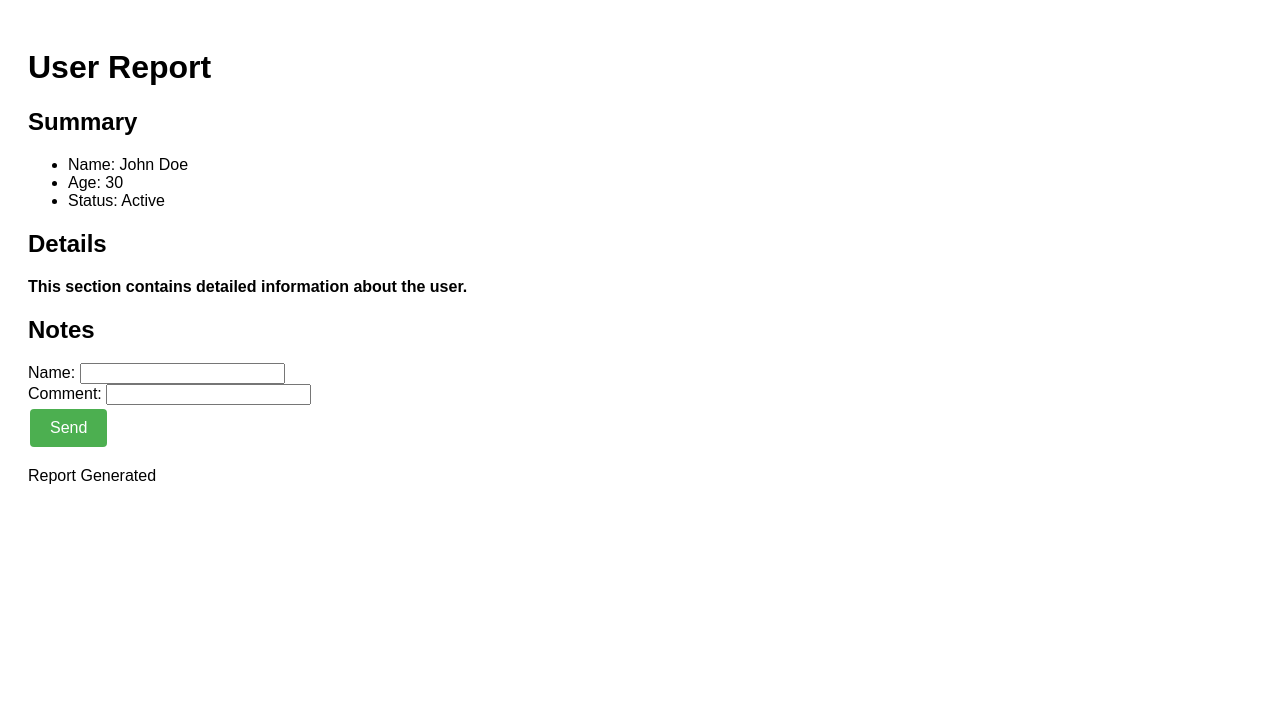 User Report
Summary
Name: John Doe
Age: 30
Status: Active
Details
This section contains detailed information about the user.
Notes
Name:
Comment:
Send
Report Generated